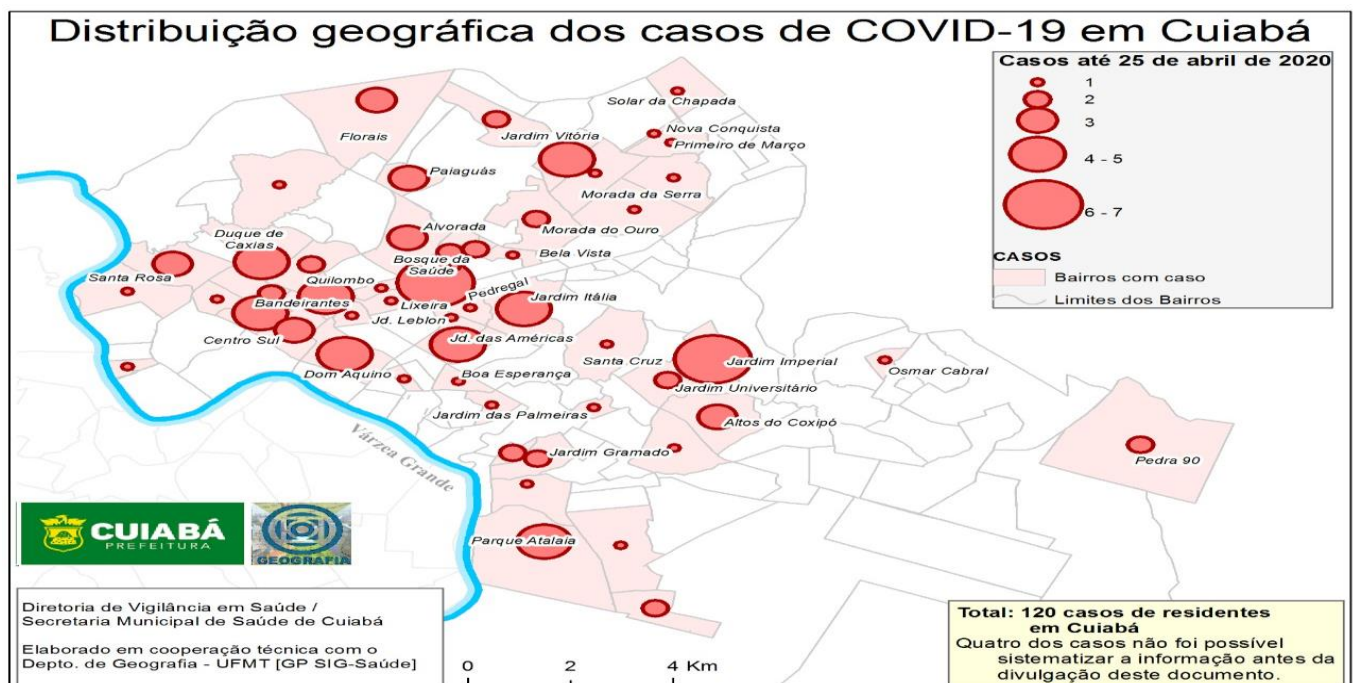 Distribuição geográfica dos casos de COVID-19 em Cuiabá
Casos até 25 de abril de 2020
1
2
3
4 - 5
6 - 7
CASOS
Bairros com caso
Limites dos Bairros
Solar da Chapada
Florais
Jardim Vitória
Nova Conquista
Primeiro de Março
Paiaguás
Morada da Serra
Duque de
Caxias
Alvorada
Morada do Ouro
Bosque da
Saúde
Bela Vista
Santa Rosa
Quilombo
Pedregal
Bandeirantes
Lixeira
Jardim Itália
Jd. Leblon
Centro Sul
Jd. das Américas
Santa Cruz
Jardim Imperial
Osmar Cabral
Dom Aquino
Boa Esperança
Jardim Universitário
Jardim das Palmeiras
Altos do Coxipó
Várzea Grande
Jardim Gramado
Pedra 90
Parque Atalaia
CUIABÁ
PREFEITURA
GEOGRAFIA
Diretoria de Vigilância em Saúde /
Secretaria Municipal de Saúde de Cuiabá
Elaborado em cooperação técnica com o
Depto. de Geografia - UFMT [GP SIG-Saúde]
0 2 4 Km
Total: 120 casos de residentes
em Cuiabá
Quatro dos casos não foi possível
sistematizar a informação antes da
divulgação deste documento.